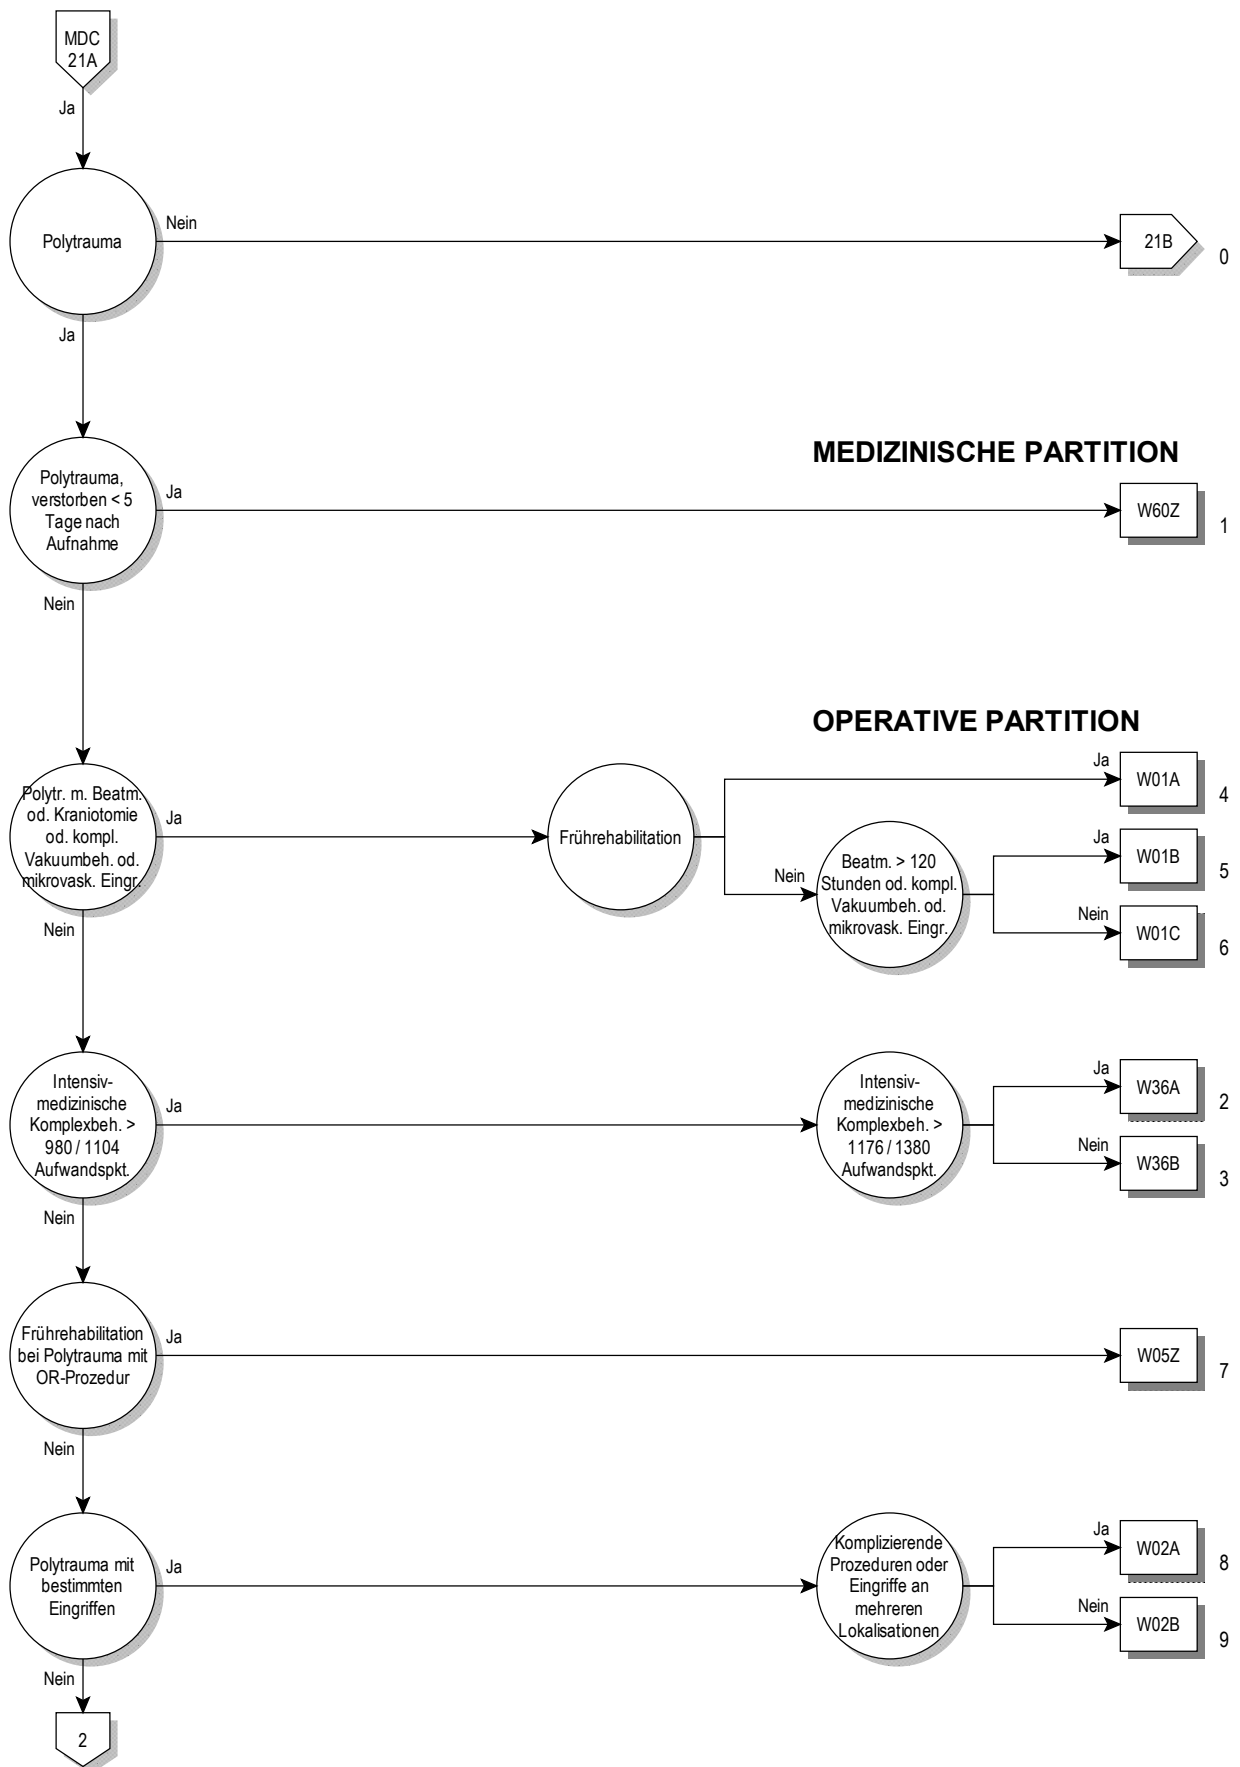 MDC
21A
Ja
Polytrauma
Nein
21B
0
Ja
MEDIZINISCHE PARTITION
Polytrauma,
verstorben < 5
Tage nach
Aufnahme
Ja
W60Z
1
Nein
OPERATIVE PARTITION
Polytr. m. Beatm.
od. Kraniotomie
od. kompl.
Vakuumbeh. od.
mikrovask. Eingr.
Ja
Frührehabilitation
Ja
W01A
4
Nein
Beatm. > 120
Stunden od. kompl.
Vakuumbeh. od.
mikrovask. Eingr.
Ja
W01B
5
Nein
W01C
6
Nein
Intensiv-
medizinische
Komplexbeh. >
980 / 1104
Aufwandspkt.
Ja
Intensiv-
medizinische
Komplexbeh. >
1176 / 1380
Aufwandspkt.
Ja
W36A
2
Nein
W36B
3
Nein
Frührehabilitation
bei Polytrauma mit
OR-Prozedur
Ja
W05Z
7
Nein
Polytrauma mit
bestimmten
Eingriffen
Ja
Komplizierende
Prozeduren oder
Eingriffe an
mehreren
Lokalisationen
Ja
W02A
8
Nein
W02B
9
Nein
2